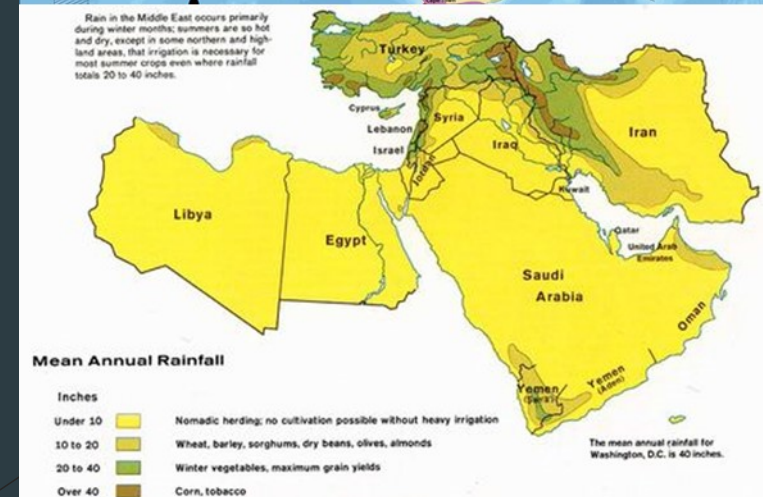 Rain in the Middle East occurs primarily
during winter months; summers are so hot
and dry, except in some northern and high-
land areas, that irrigation is necessary for
most summer crops even where rainfall
totals 20 to 40 inches.
Turkey
Cyprus
Lebanon
Syria
Israel
Jordan
Iraq
Iran
Kuwait
Libya
Egypt
Qatar
United Arab
Emirates
Saudi
Arabia
Oman
Yemen
(Aden)
Yemen
Mean Annual Rainfall
Inches
Under 10 Nomadic herding; no cultivation possible without heavy irrigation
10 to 20 Wheat, barley, sorghums, dry beans, olives, almonds
20 to 40 Winter vegetables, maximum grain yields
Over 40 Corn, tobacco
The mean annual rainfall for
Washington, D.C. is 40 inches.